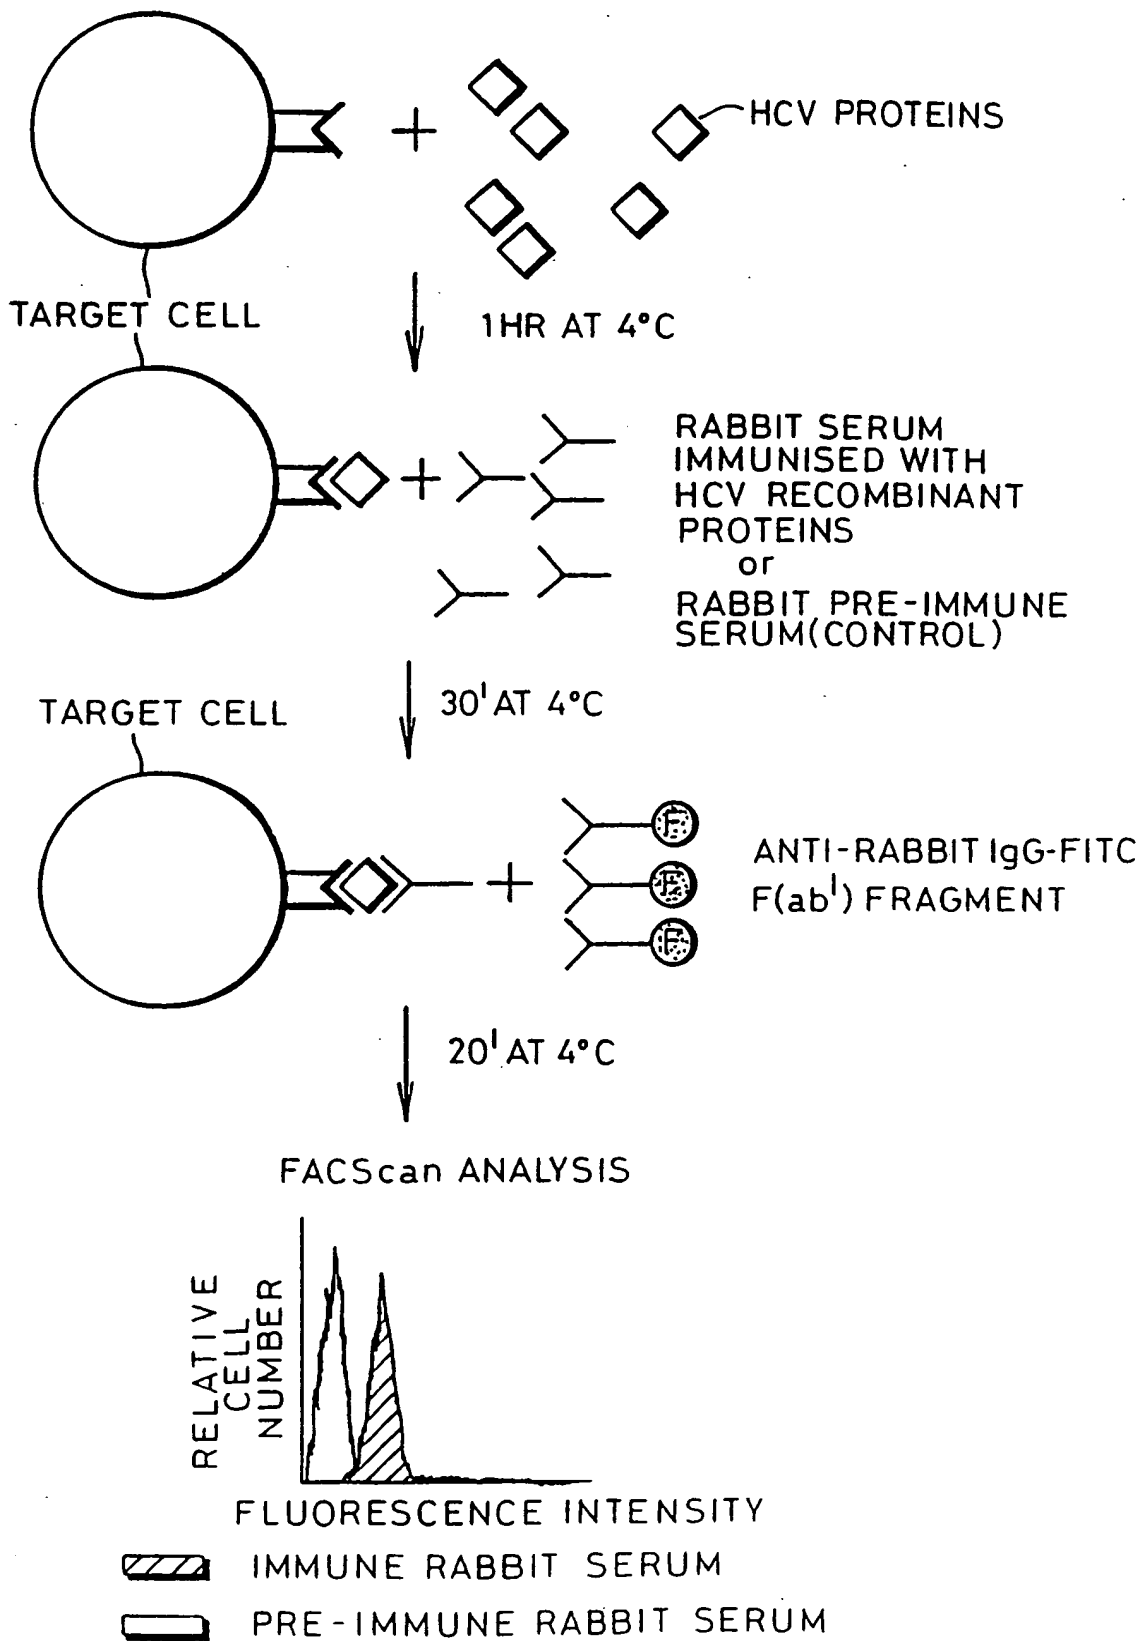 HCV PROTEINS
TARGET CELL
1HR AT 4°C
RABBIT SERUM
IMMUNISED WITH
HCV RECOMBINANT
PROTEINS
or
RABBIT PRE-IMMUNE
SERUM(CONTROL)
30' AT 4°C
TARGET CELL
F
F
F
ANTI-RABBIT IgG-FITC
F(ab') FRAGMENT
20' AT 4°C
FACScan ANALYSIS
RELATIVE
CELL
NUMBER
FLUORESCENCE INTENSITY
IMMUNE RABBIT SERUM
PRE-IMMUNE RABBIT SERUM